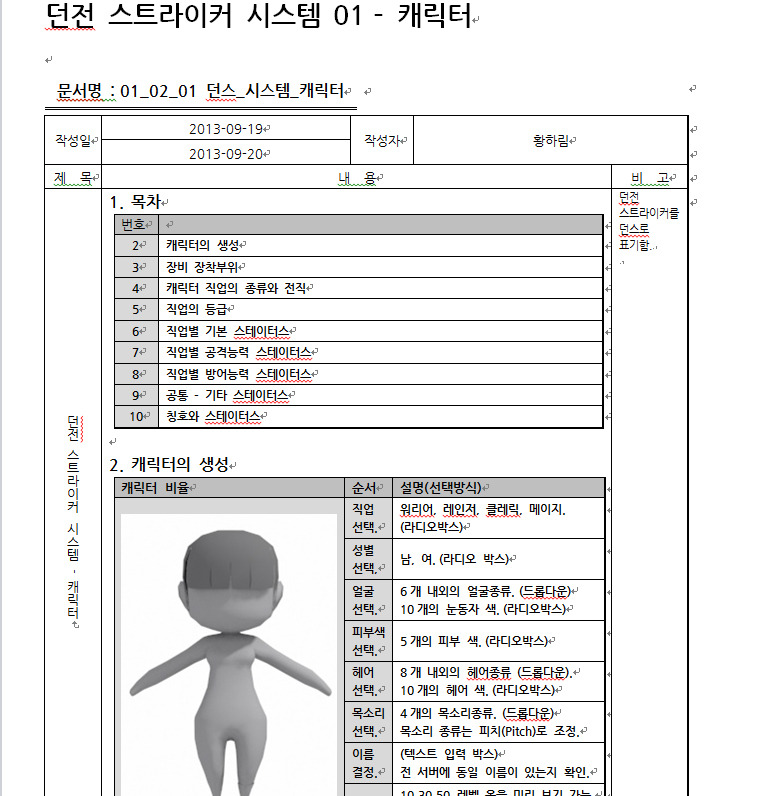 던전 스트라이커 시스템 01 - 캐릭터
문서명 : 01_02_01 던스_시스템_캐릭터
작성일
2013-09-19
2013-09-20
작성자
황하림
제 목
내 용
비 고
던전 스트라이커 시스템 - 캐릭터
1. 목차
번호
2 캐릭터의 생성
3 장비 장착부위
4 캐릭터 직업의 종류와 전직
5 직업의 등급
6 직업별 기본 스테이터스
7 직업별 공격능력 스테이터스
8 직업별 방어능력 스테이터스
9 공통 - 기타 스테이터스
10 칭호와 스테이터스
던전
스트라이커를
던스로
표기함.
2. 캐릭터의 생성
캐릭터 비율 순서 설명(선택방식)
직업
선택.
워리어, 레인저, 클레릭, 메이지.
(라디오박스)
성별
선택.
남, 여. (라디오 박스)
얼굴
선택.
6개 내외의 얼굴종류. (드롭다운)
10개의 눈동자 색. (라디오박스)
피부색
선택.
5개의 피부 색. (라디오박스)
헤어
선택.
8개 내외의 헤어종류 (드롭다운).
10개의 헤어 색. (라디오박스)
목소리
선택.
4개의 목소리종류. (드롭다운)
목소리 종류는 피치(Pitch)로 조정.
이름
결정.
(텍스트 입력 박스)
전 서버에 동일 이름이 있는지 확인.
10,30,50 레벨 옷을 미리 보기 가능